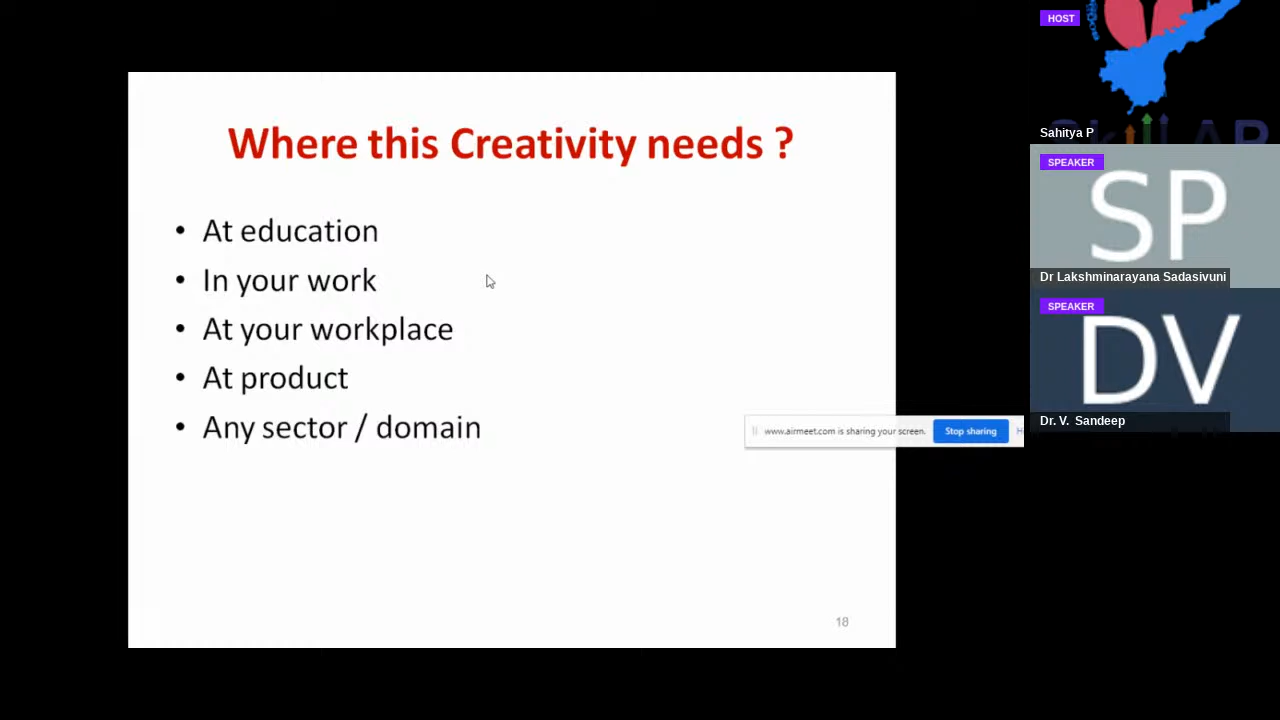 Where this Creativity needs ?
• At education
• In your work
• At your workplace
• At product
• Any sector / domain
18
www.airmeet.com is sharing your screen.
Stop sharing
HOST
Sahitya P
SPEAKER
SP
Dr Lakshminarayana Sadasivuni
SPEAKER
DV
Dr. V. Sandeep